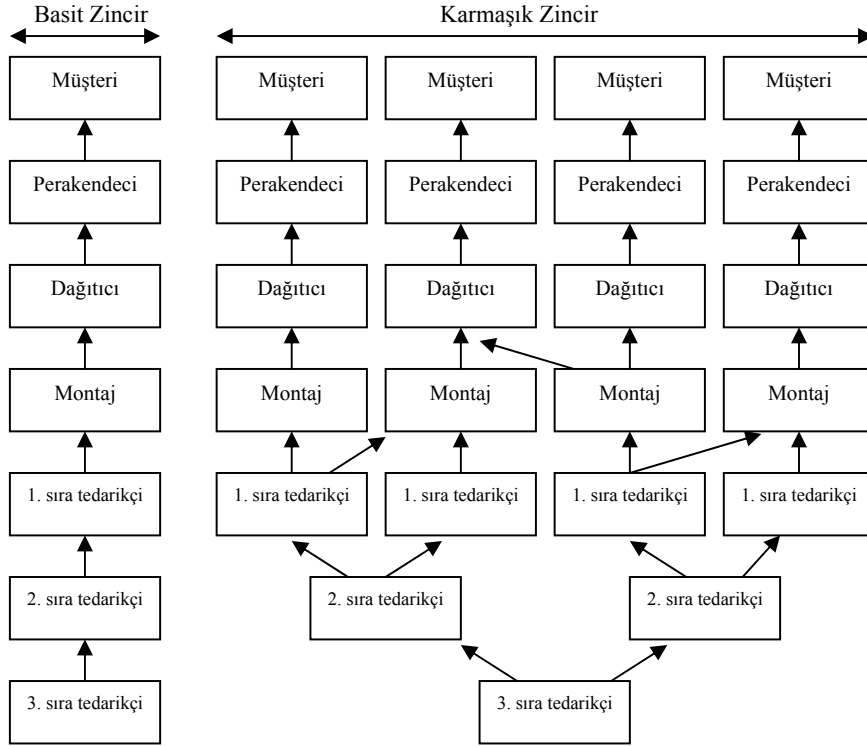 Basit Zincir
Karmaşık Zincir
Müşteri
Müşteri
Müşteri
Müşteri
Müşteri
Perakendeci
Perakendeci
Perakendeci
Perakendeci
Perakendeci
Dağıtıcı
Dağıtıcı
Dağıtıcı
Dağıtıcı
Dağıtıcı
Montaj
Montaj
Montaj
Montaj
Montaj
1. sıra tedarikçi
1. sıra tedarikçi
1. sıra tedarikçi
1. sıra tedarikçi
1. sıra tedarikçi
2. sıra tedarikçi
2. sıra tedarikçi
2. sıra tedarikçi
3. sıra tedarikçi
3. sıra tedarikçi